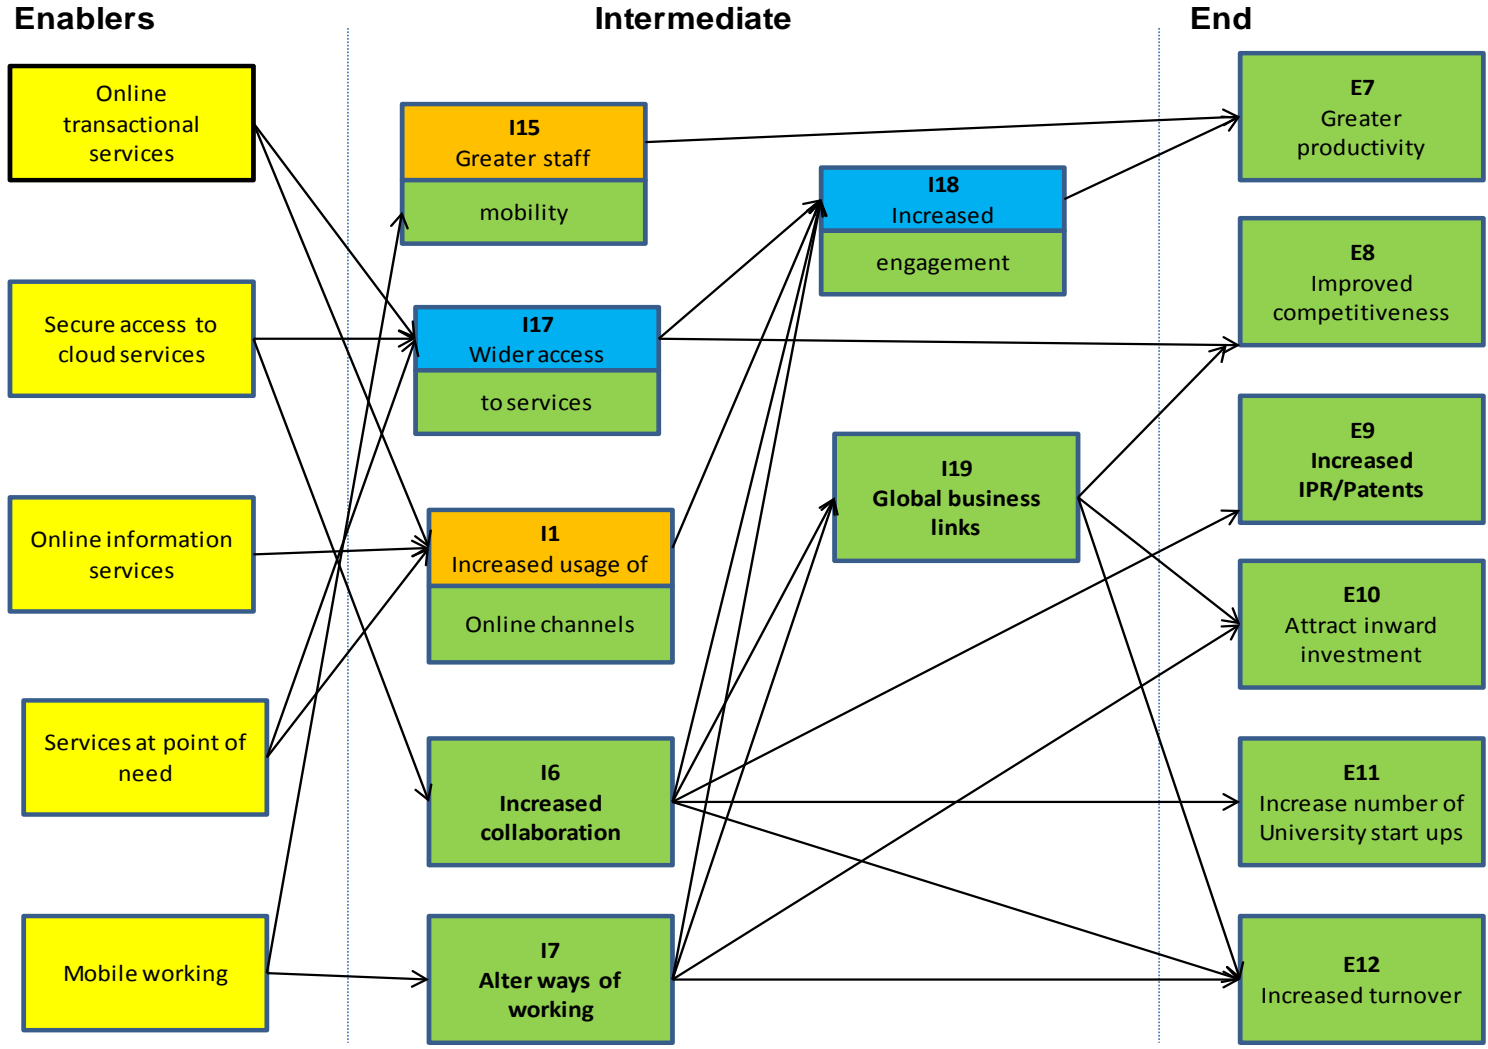 Enablers
Intermediate
End
Online
transactional
services
Secure access to
cloud services
Online information
services
Services at point of
need
Mobile working
I15
Greater staff
mobility
I17
Wider access
to services
I1
Increased usage of
Online channels
I6
Increased
collaboration
I7
Alter ways of
working
I18
Increased
engagement
I19
Global business
links
E7
Greater
productivity
E8
Improved
competitiveness
E9
Increased
IPR/Patents
E10
Attract inward
investment
E11
Increase number of
University start ups
E12
Increased turnover